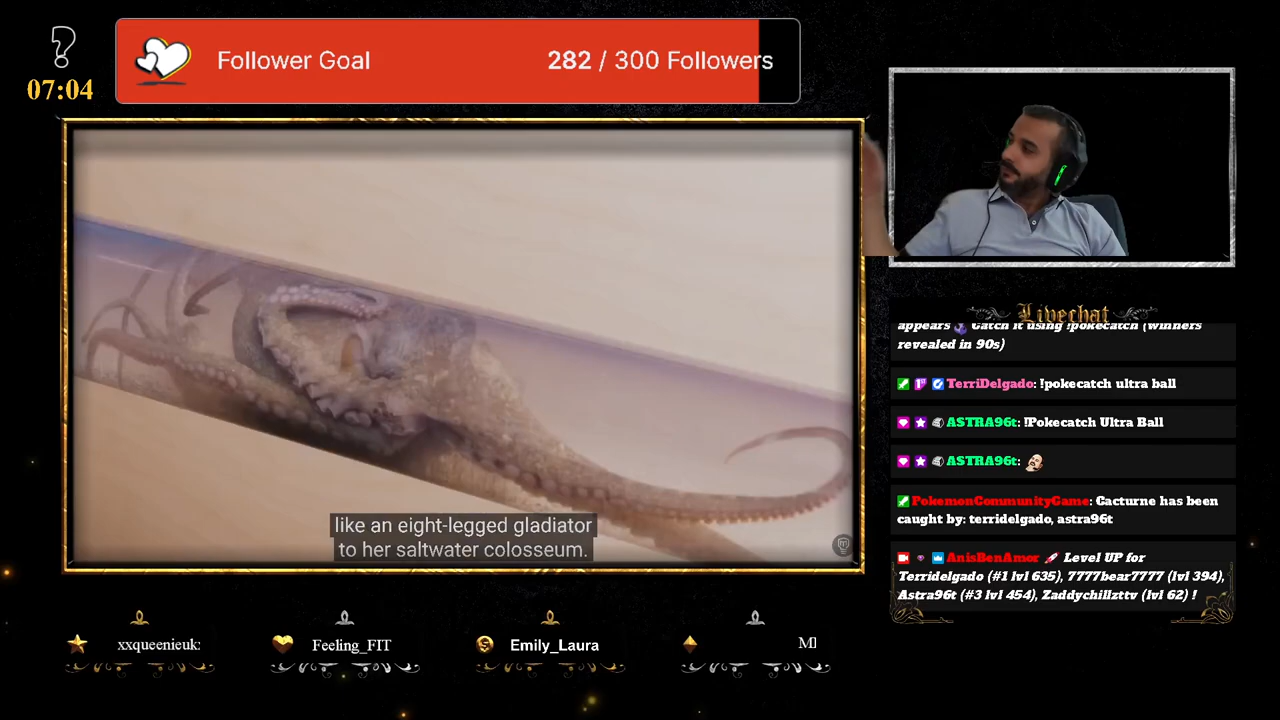 07:04
Follower Goal
282 / 300 Followers
like an eight-legged gladiator
to her saltwater colosseum.
Livechat
appears Catch it using !pokecatch (winners
revealed in 90s)
TerriDelgado: !pokecatch ultra ball
ASTRA96t: !Pokecatch Ultra Ball
ASTRA96t:
PokemonCommunityGame: Cacturne has been
caught by: terridelgado, astra96t
AnisBenAmor Level UP for
Terridelgado (#1 lvl 635), 7777bear7777 (lvl 394),
Astra96t (#3 lvl 454), Zaddychillzttv (lvl 62) !
xxqueenieuk
Feeling_FIT
Emily_Laura